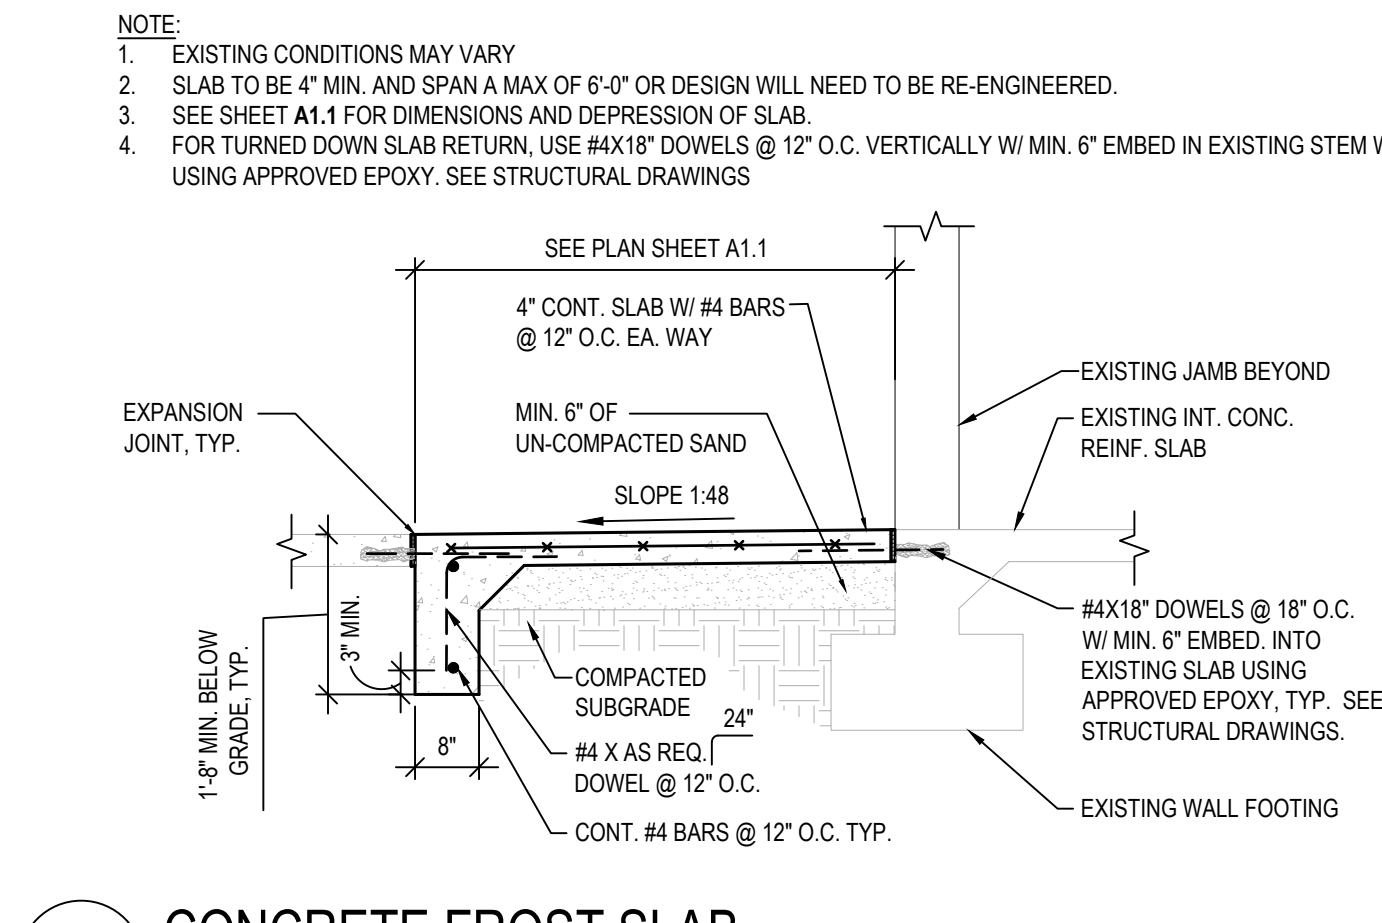 NOTE:
1. EXISTING CONDITIONS MAY VARY
2. SLAB TO BE 4" MIN. AND SPAN A MAX OF 6'-0" OR DESIGN WILL NEED TO BE RE-ENGINEERED.
3. SEE SHEET A1.1 FOR DIMENSIONS AND DEPRESSION OF SLAB.
4. FOR TURNED DOWN SLAB RETURN, USE #4X18" DOWELS @ 12" O.C. VERTICALLY W/ MIN. 6" EMBED IN EXISTING STEM
USING APPROVED EPOXY. SEE STRUCTURAL DRAWINGS
SEE PLAN SHEET A1.1
4" CONT. SLAB W/ #4 BARS
@ 12" O.C. EA. WAY
EXISTING JAMB BEYOND
EXPANSION
JOINT, TYP.
MIN. 6" OF
UN-COMPACTED SAND
EXISTING INT. CONC.
REINF. SLAB
SLOPE 1:48
1'-8" MIN. BELOW
GRADE, TYP.
3" MIN.
8"
COMPACTED
SUBGRADE
24"
#4 X AS REQ.
DOWEL @ 12" O.C.
CONT. #4 BARS @ 12" O.C. TYP.
#4X18" DOWELS @ 18" O.C.
W/ MIN. 6" EMBED. INTO
EXISTING SLAB USING
APPROVED EPOXY, TYP. SEE
STRUCTURAL DRAWINGS.
EXISTING WALL FOOTING
CONCRETE FROST SLAB